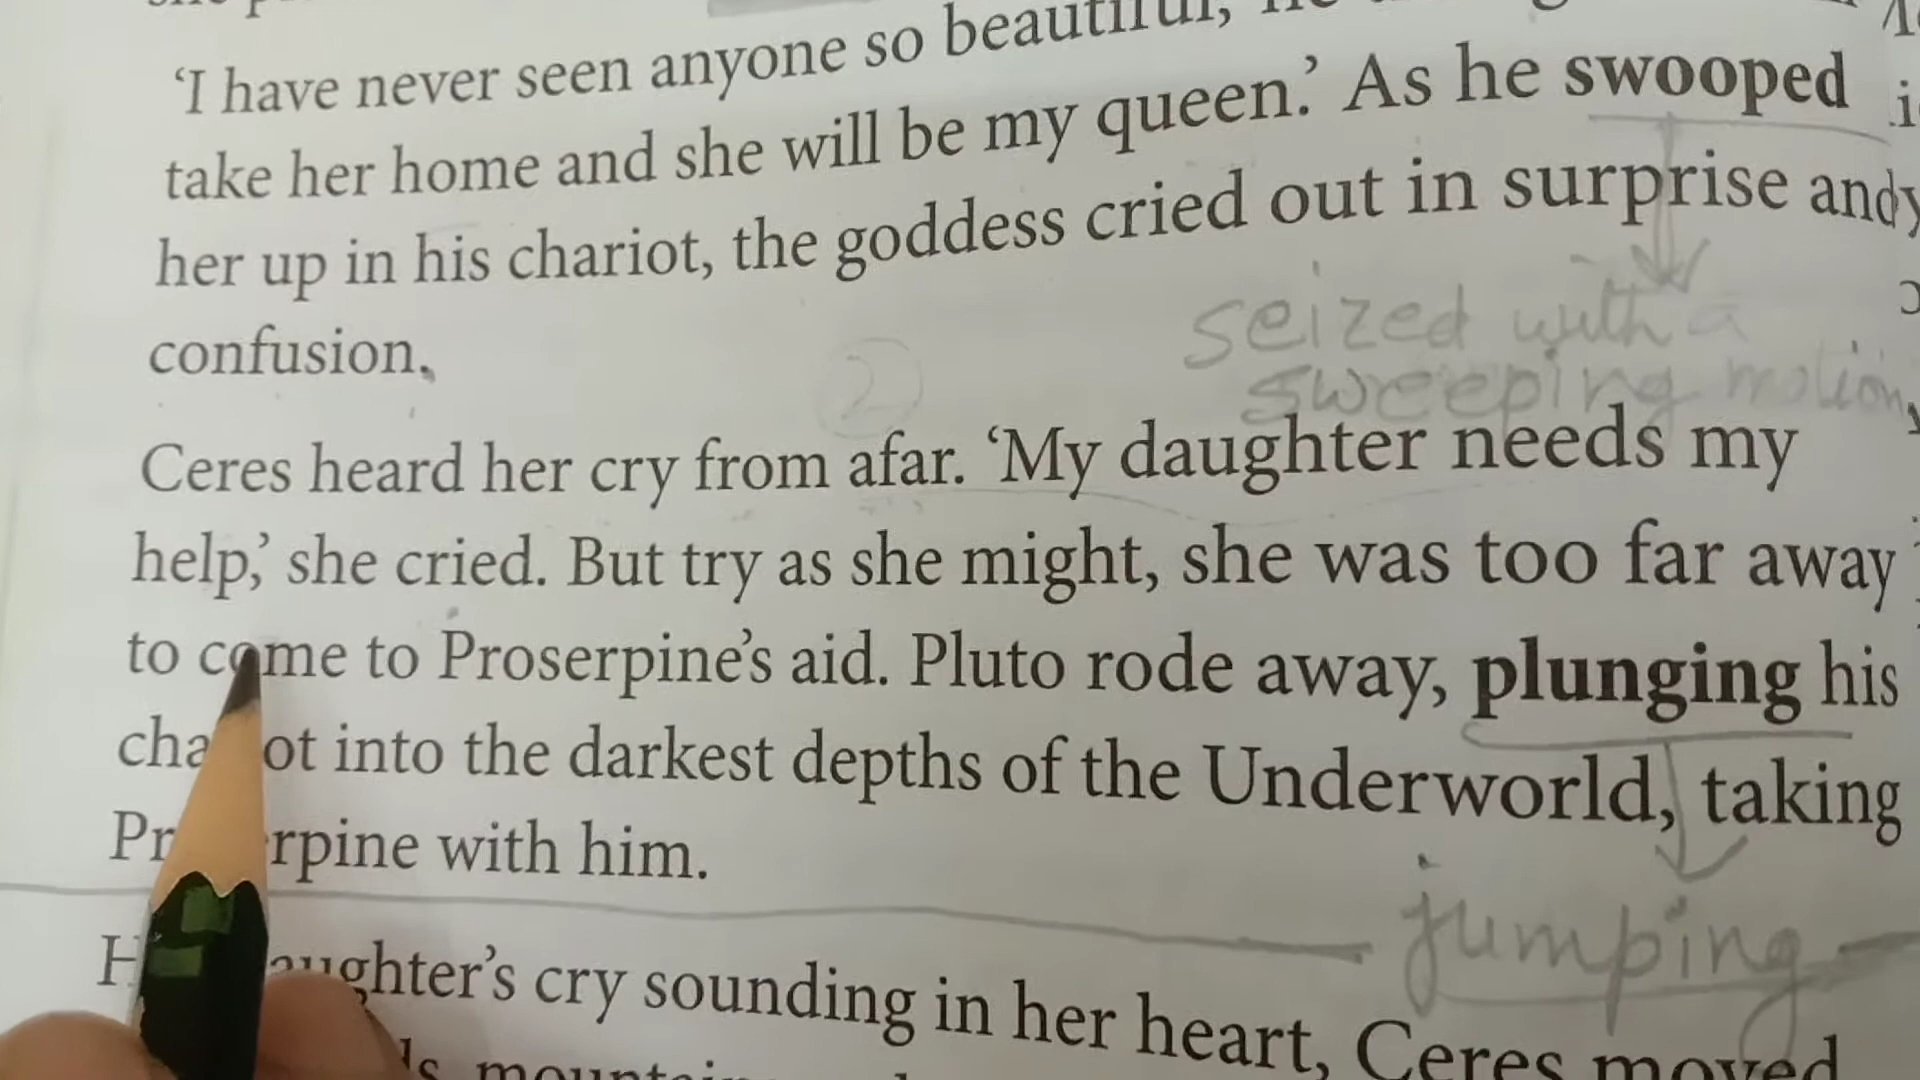 'I have never seen anyone so beautiful,
take her home and she will be my queen.' As he swooped
her up in his chariot, the goddess cried out in surprise and
seized with a
confusion.
sweeping motion
2
Ceres heard her cry from afar. 'My daughter needs my
help,' she cried. But try as she might, she was too far away
to come to Proserpine's aid. Pluto rode away, plunging his
cha ot into the darkest depths of the Underworld, taking
Pr rpine with him.
jumping
H aughter's cry sounding in her heart, Ceres moved